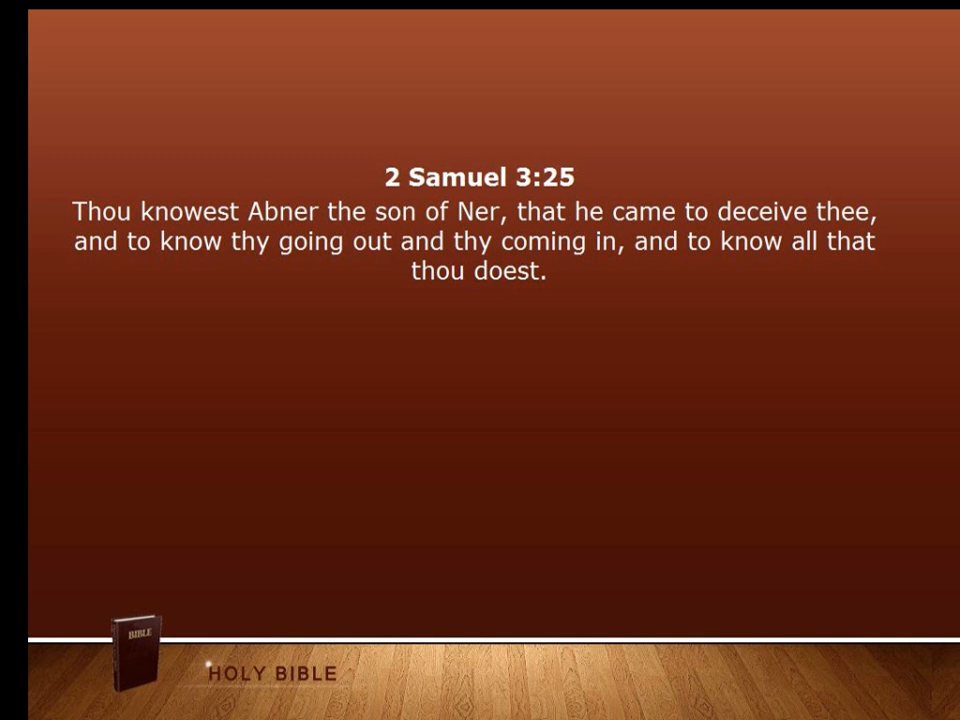 2 Samuel 3:25
Thou knowest Abner the son of Ner, that he came to deceive thee,
and to know thy going out and thy coming in, and to know all that
thou doest.
BIBLE
HOLY BIBLE